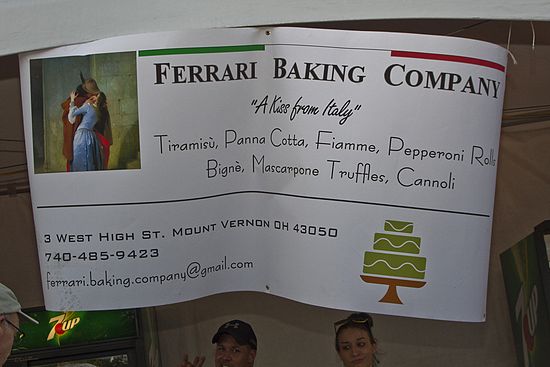 FERRARI BAKING COMPANY
"A Kiss from Italy"
Tiramisù, Panna Cotta, Fiamme, Pepperoni Rolls
Bignè, Mascarpone Truffles, Cannoli
3 WEST HIGH ST. MOUNT VERNON OH 43050
740-485-9423
ferrari.baking.company@gmail.com
7UP
7UP